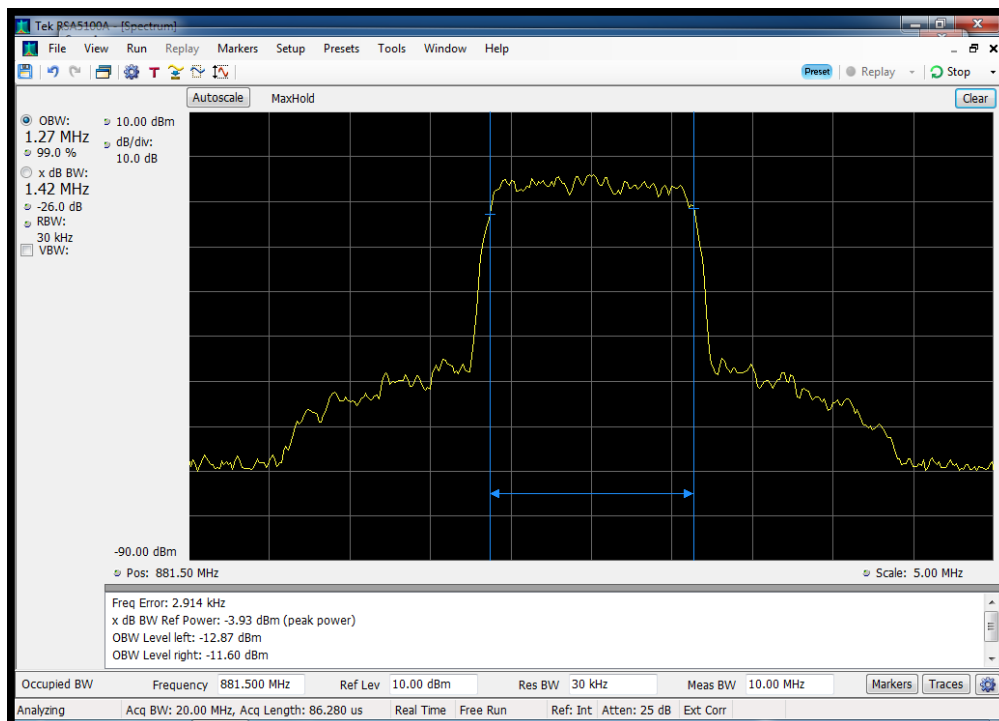 Tek RSA5100A - [Spectrum]
File View Run Replay Markers Setup Presets Tools Window Help
Preset Replay Stop
Autoscale MaxHold Clear
OBW:
1.27 MHz
99.0 %
x dB BW:
1.42 MHz
-26.0 dB
RBW:
30 kHz
VBW:
10.00 dBm
dB/div:
10.0 dB
-90.00 dBm
Pos: 881.50 MHz Scale: 5.00 MHz
Freq Error: 2.914 kHz
x dB BW Ref Power: -3.93 dBm (peak power)
OBW Level left: -12.87 dBm
OBW Level right: -11.60 dBm
Occupied BW Frequency 881.500 MHz Ref Lev 10.00 dBm Res BW 30 kHz Meas BW 10.00 MHz Markers Traces
Analyzing Acq BW: 20.00 MHz, Acq Length: 86.280 us Real Time Free Run Ref: Int Atten: 25 dB Ext Corr